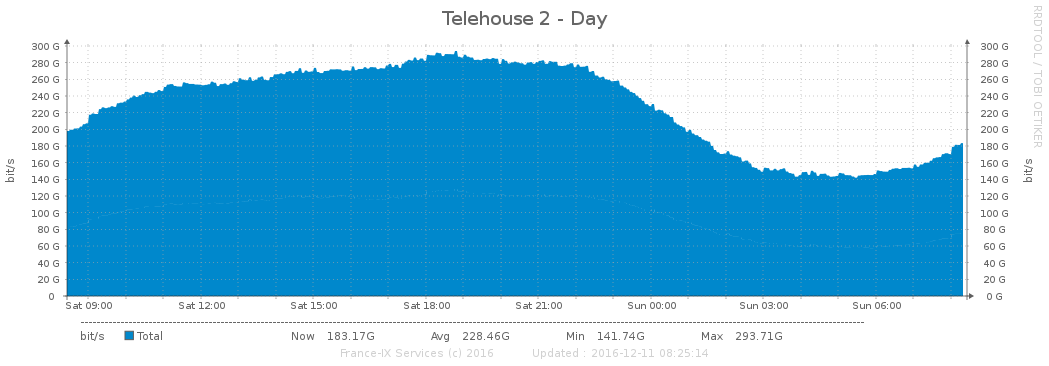 Telehouse 2 - Day
RRDTOOL / TOBI OETIKER
bit/s
300 G 300 G
280 G 280 G
260 G 260 G
240 G 240 G
220 G 220 G
200 G 200 G
180 G 180 G
160 G 160 G
140 G 140 G
120 G 120 G
100 G 100 G
80 G 80 G
60 G 60 G
40 G 40 G
20 G 20 G
0 0 G
bit/s
Sat 09:00 Sat 12:00 Sat 15:00 Sat 18:00 Sat 21:00 Sun 00:00 Sun 03:00 Sun 06:00
bit/s Total Now 183.17G Avg 228.46G Min 141.74G Max 293.71G
France-IX Services (c) 2016 Updated : 2016-12-11 08:25:14